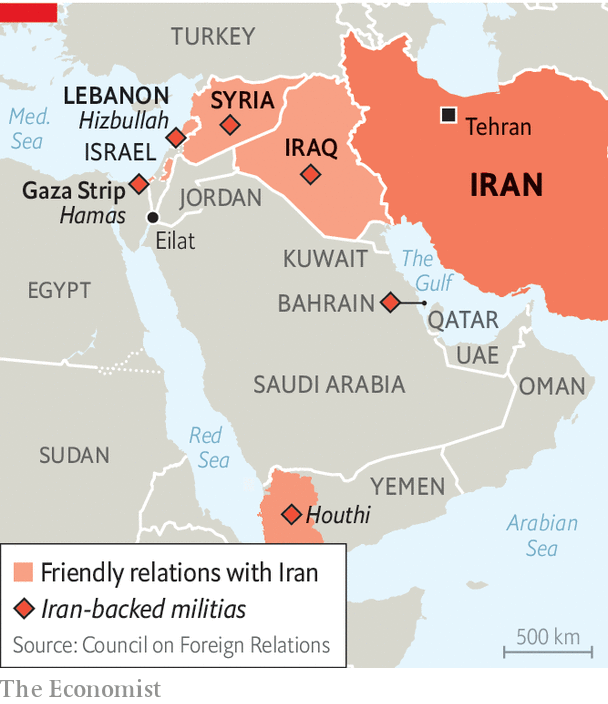 TURKEY
LEBANON
Hizbullah
SYRIA
Med.
Sea
ISRAEL
IRAQ
Tehran
IRAN
Gaza Strip
Hamas
JORDAN
Eilat
KUWAIT
The
Gulf
EGYPT
BAHRAIN
QATAR
UAE
SAUDI ARABIA
OMAN
Red
Sea
SUDAN
YEMEN
Houthi
Arabian
Sea
Friendly relations with Iran
Iran-backed militias
Source: Council on Foreign Relations
500 km
The Economist